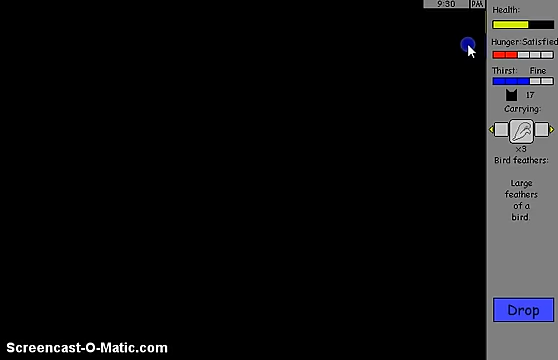 9:30 PM
Health:
Hunger:Satisfied
Thirst: Fine
17
Carrying:
x3
Bird feathers:
Large
feathers
of a
bird.
Drop
Screencast-O-Matic.com